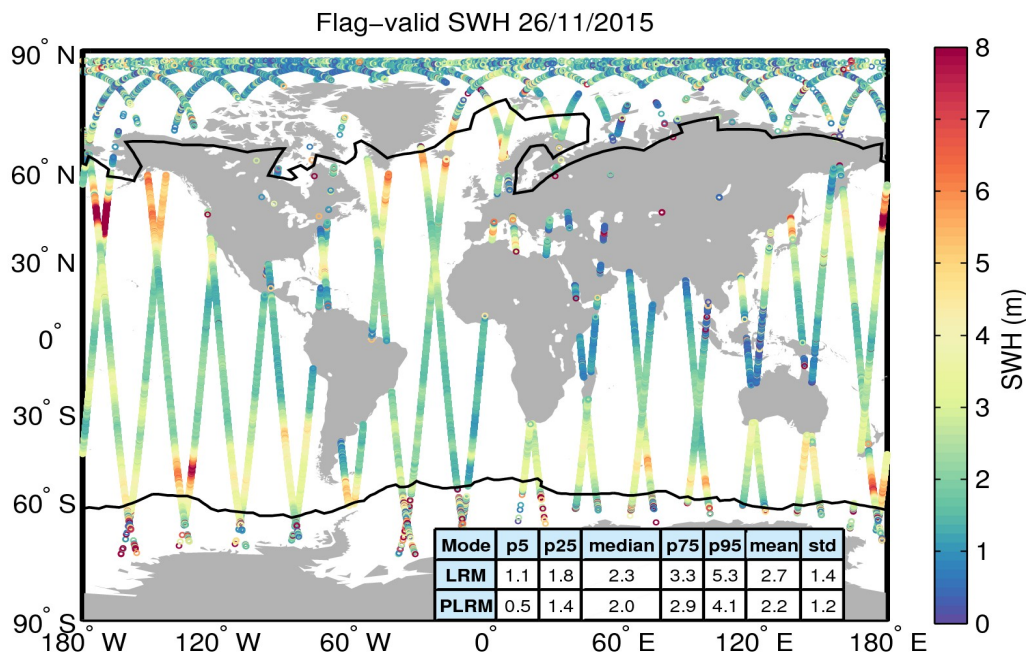 Flag−valid SWH 26/11/2015
90° N
60° N
30° N
0°
30° S
60° S
90° S
180° W
120° W
60° W
0°
60° E
120° E
180° E
8
7
6
5
4
3
2
1
0
SWH (m)
Mode p5 p25 median p75 p95 mean std
LRM 1.1 1.8 2.3 3.3 5.3 2.7 1.4
PLRM 0.5 1.4 2.0 2.9 4.1 2.2 1.2